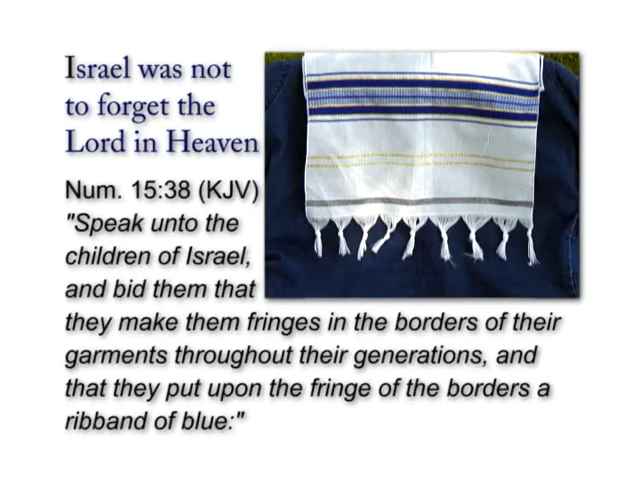 Israel was not
to forget the
Lord in Heaven
Num. 15:38 (KJV)
"Speak unto the
children of Israel,
and bid them that
they make them fringes in the borders of their
garments throughout their generations, and
that they put upon the fringe of the borders a
ribband of blue:"